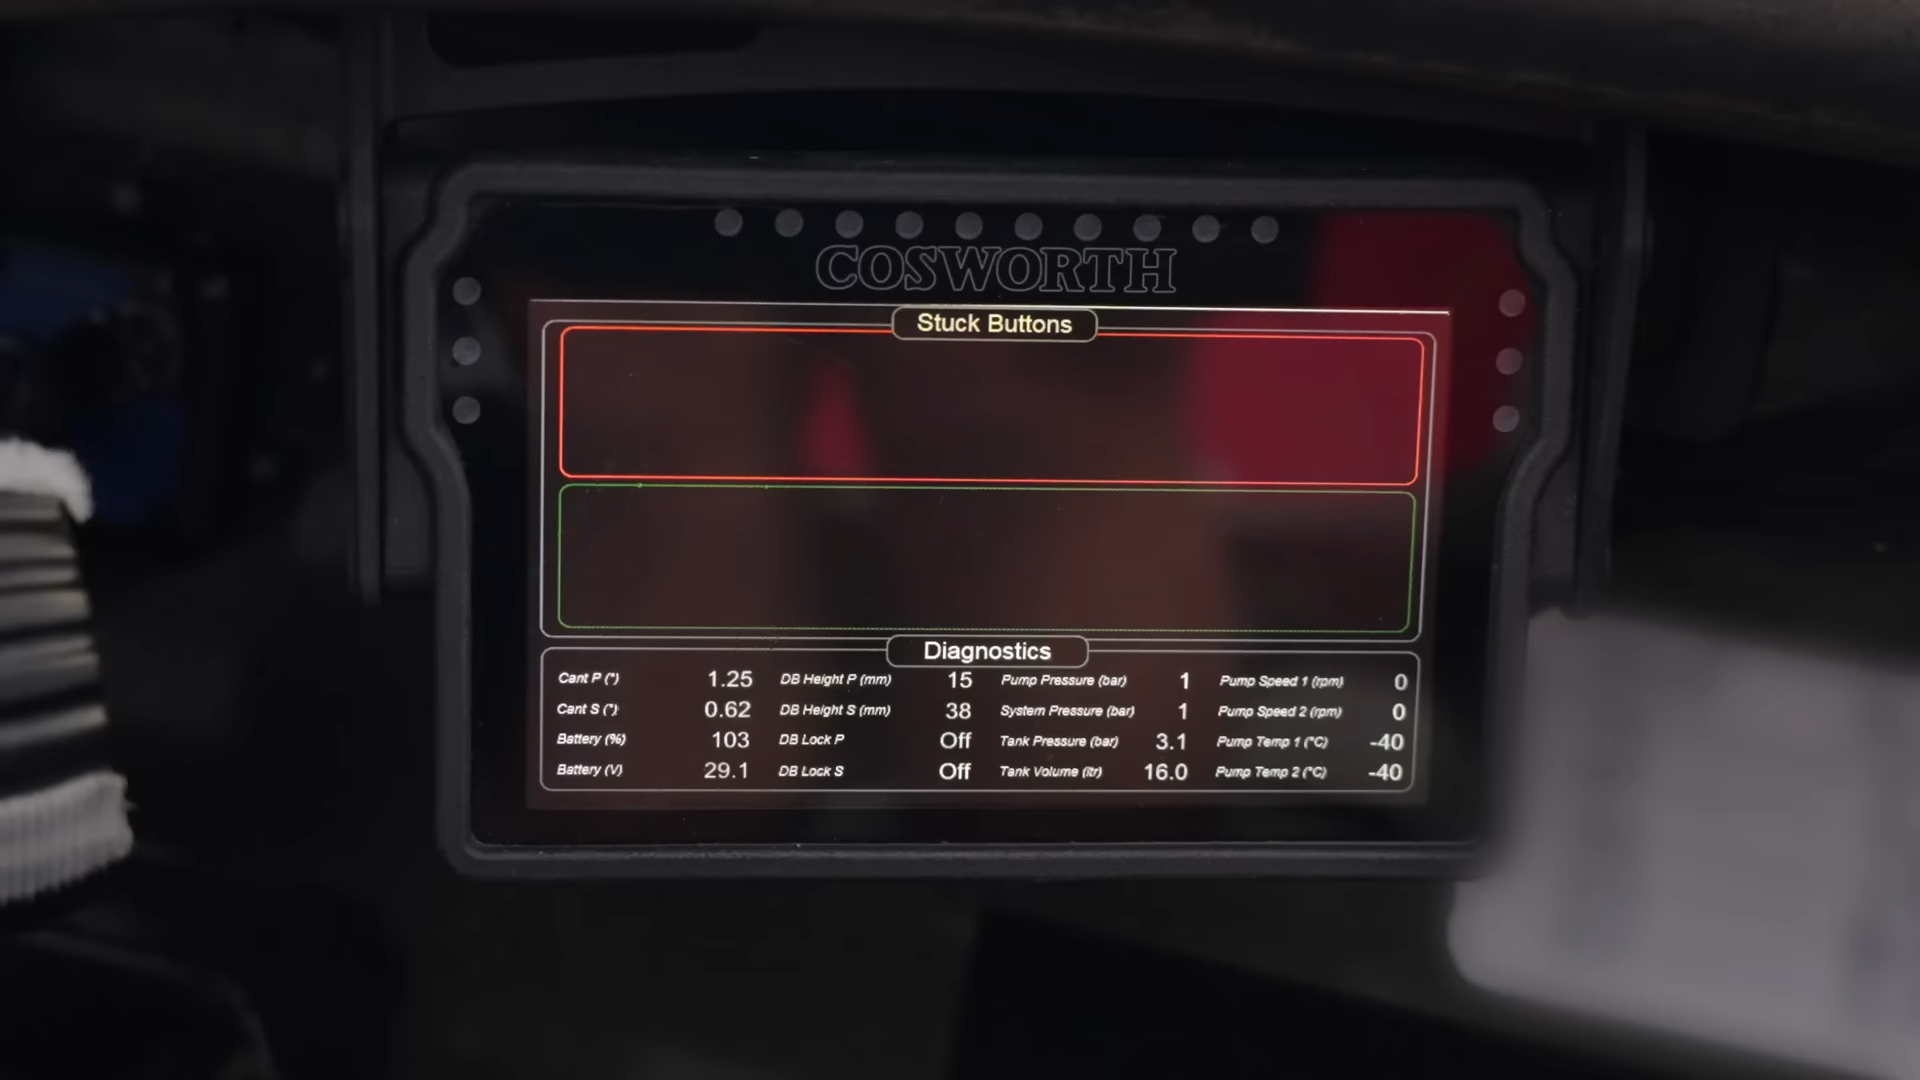 COSWORTH
Stuck Buttons
Diagnostics
Cant P (°) 1.25 DB Height P (mm) 15 Pump Pressure (bar) 1 Pump Speed 1 (rpm) 0
Cant S (°) 0.62 DB Height S (mm) 38 System Pressure (bar) 1 Pump Speed 2 (rpm) 0
Battery (%) 103 DB Lock P Off Tank Pressure (bar) 3.1 Pump Temp 1 (°C) -40
Battery (V) 29.1 DB Lock S Off Tank Volume (ltr) 16.0 Pump Temp 2 (°C) -40